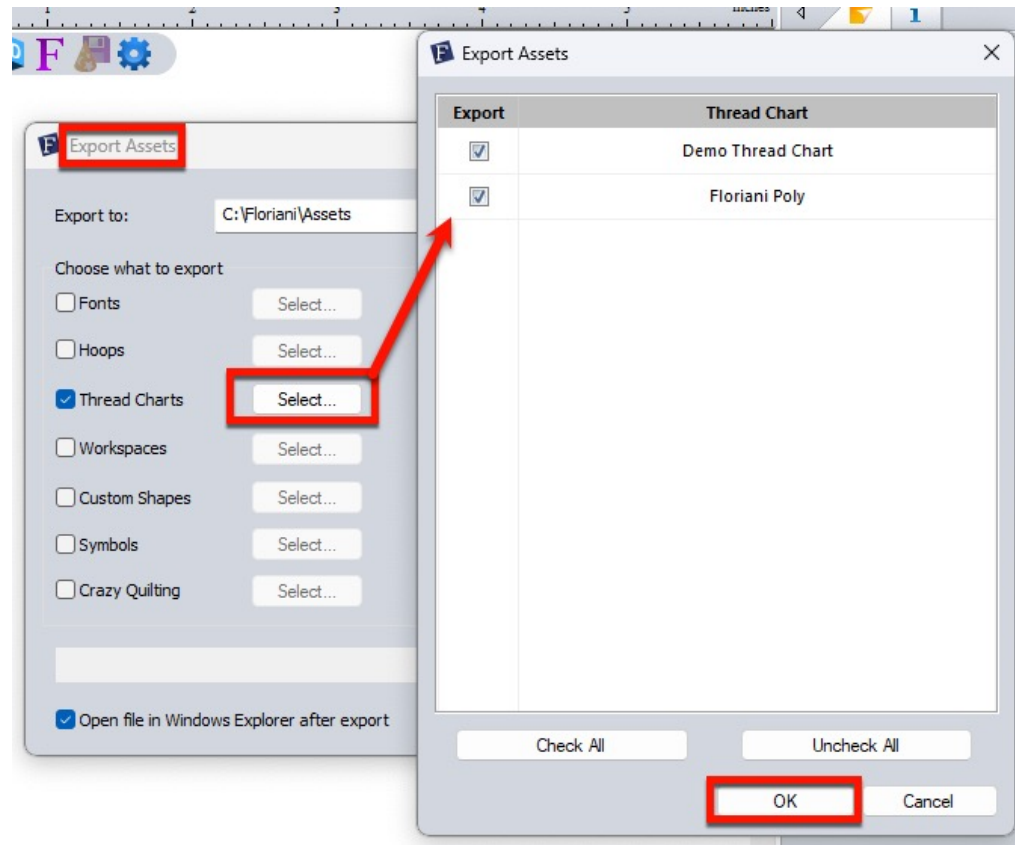 inches
1
F
Export Assets
Export to: C:\Floriani\Assets
Choose what to export
Fonts Select...
Hoops Select...
Thread Charts Select...
Workspaces Select...
Custom Shapes Select...
Symbols Select...
Crazy Quilting Select...
Open file in Windows Explorer after export
Export Assets
Export Thread Chart
Demo Thread Chart
Floriani Poly
Check All Uncheck All
OK Cancel